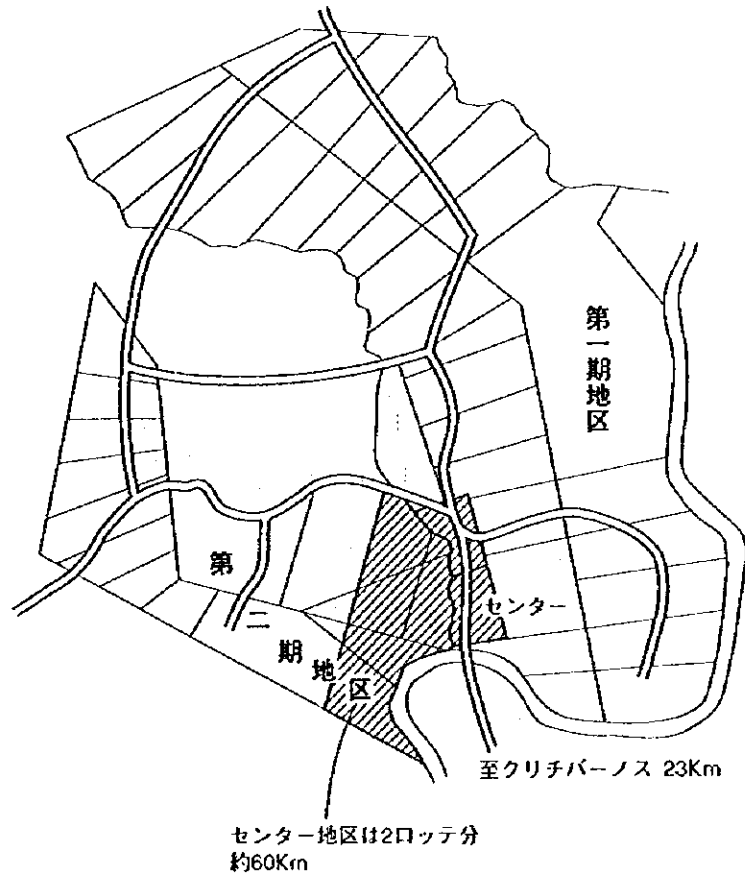 第一期地区
センター
第二期地区
至クリチバーノス 23Km
センター地区は2ロッテ分
約60Km